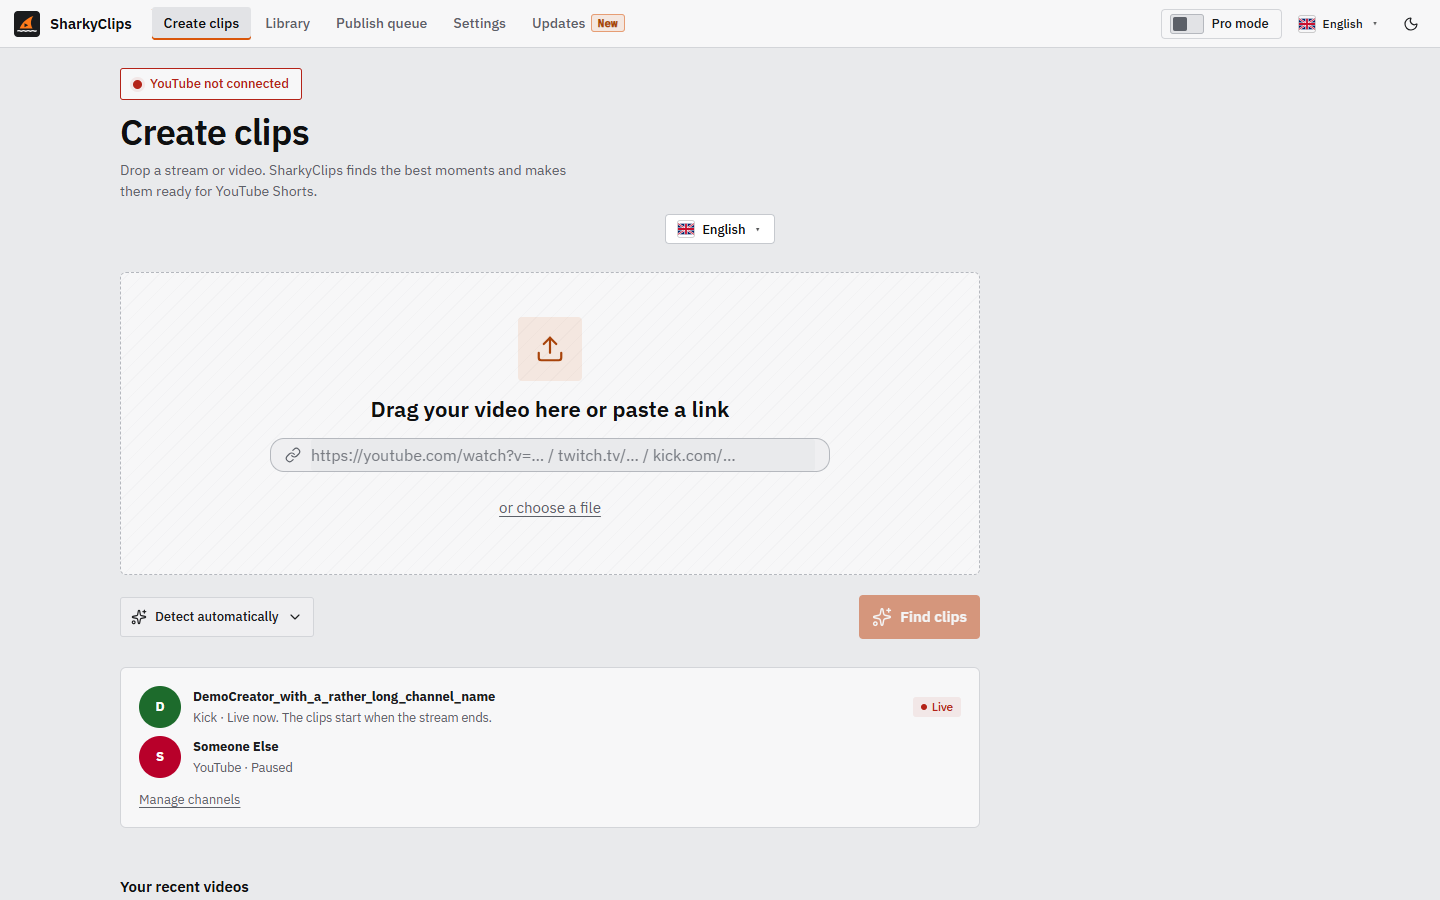 SharkyClips
Create clips
Library
Publish queue
Settings
Updates
New
Pro mode
English
YouTube not connected
Create clips
Drop a stream or video. SharkyClips finds the best moments and makes
them ready for YouTube Shorts.
English
Drag your video here or paste a link
https://youtube.com/watch?v=... / twitch.tv/... / kick.com/...
or choose a file
Detect automatically
Find clips
D
DemoCreator_with_a_rather_long_channel_name
Kick · Live now. The clips start when the stream ends.
Live
S
Someone Else
YouTube · Paused
Manage channels
Your recent videos